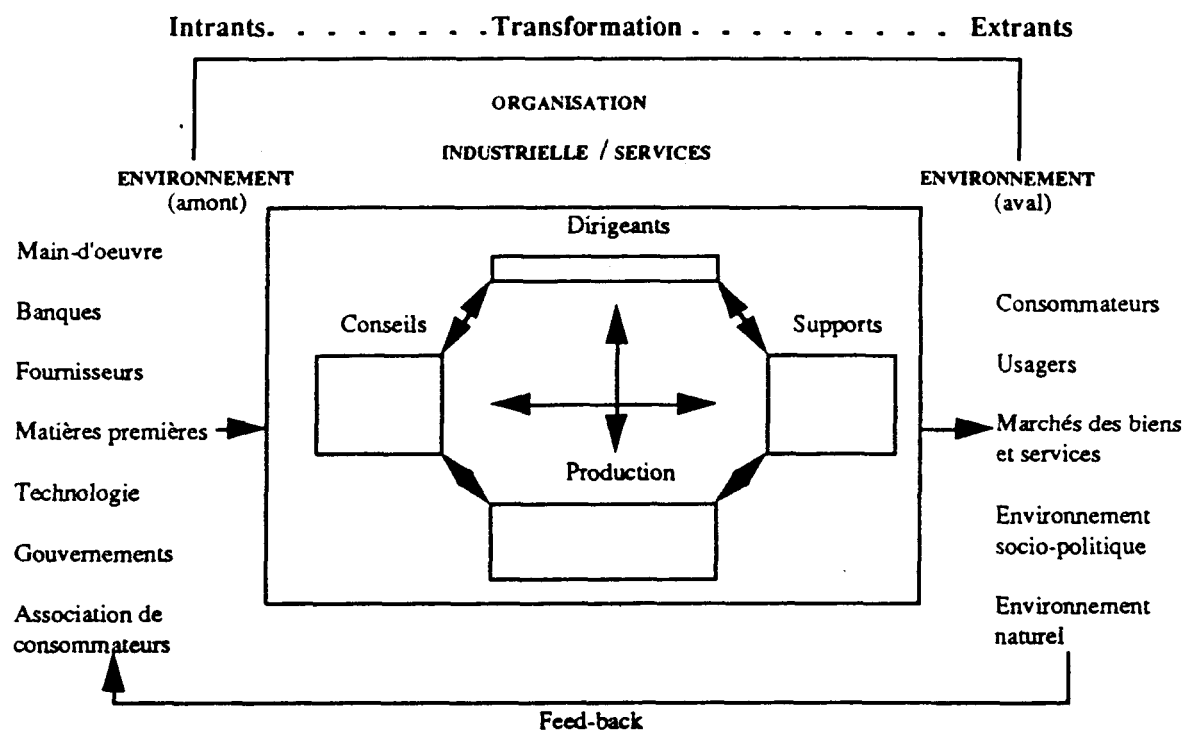 Intrants. . . . . . . . Transformation . . . . . . . . . . Extrants
ORGANISATION
INDUSTRIELLE / SERVICES
ENVIRONNEMENT
(amont)
ENVIRONNEMENT
(aval)
Dirigeants
Conseils
Supports
Production
Main-d'oeuvre
Banques
Fournisseurs
Matières premières
Technologie
Gouvernements
Association de
consommateurs
Consommateurs
Usagers
Marchés des biens
et services
Environnement
socio-politique
Environnement
naturel
Feed-back